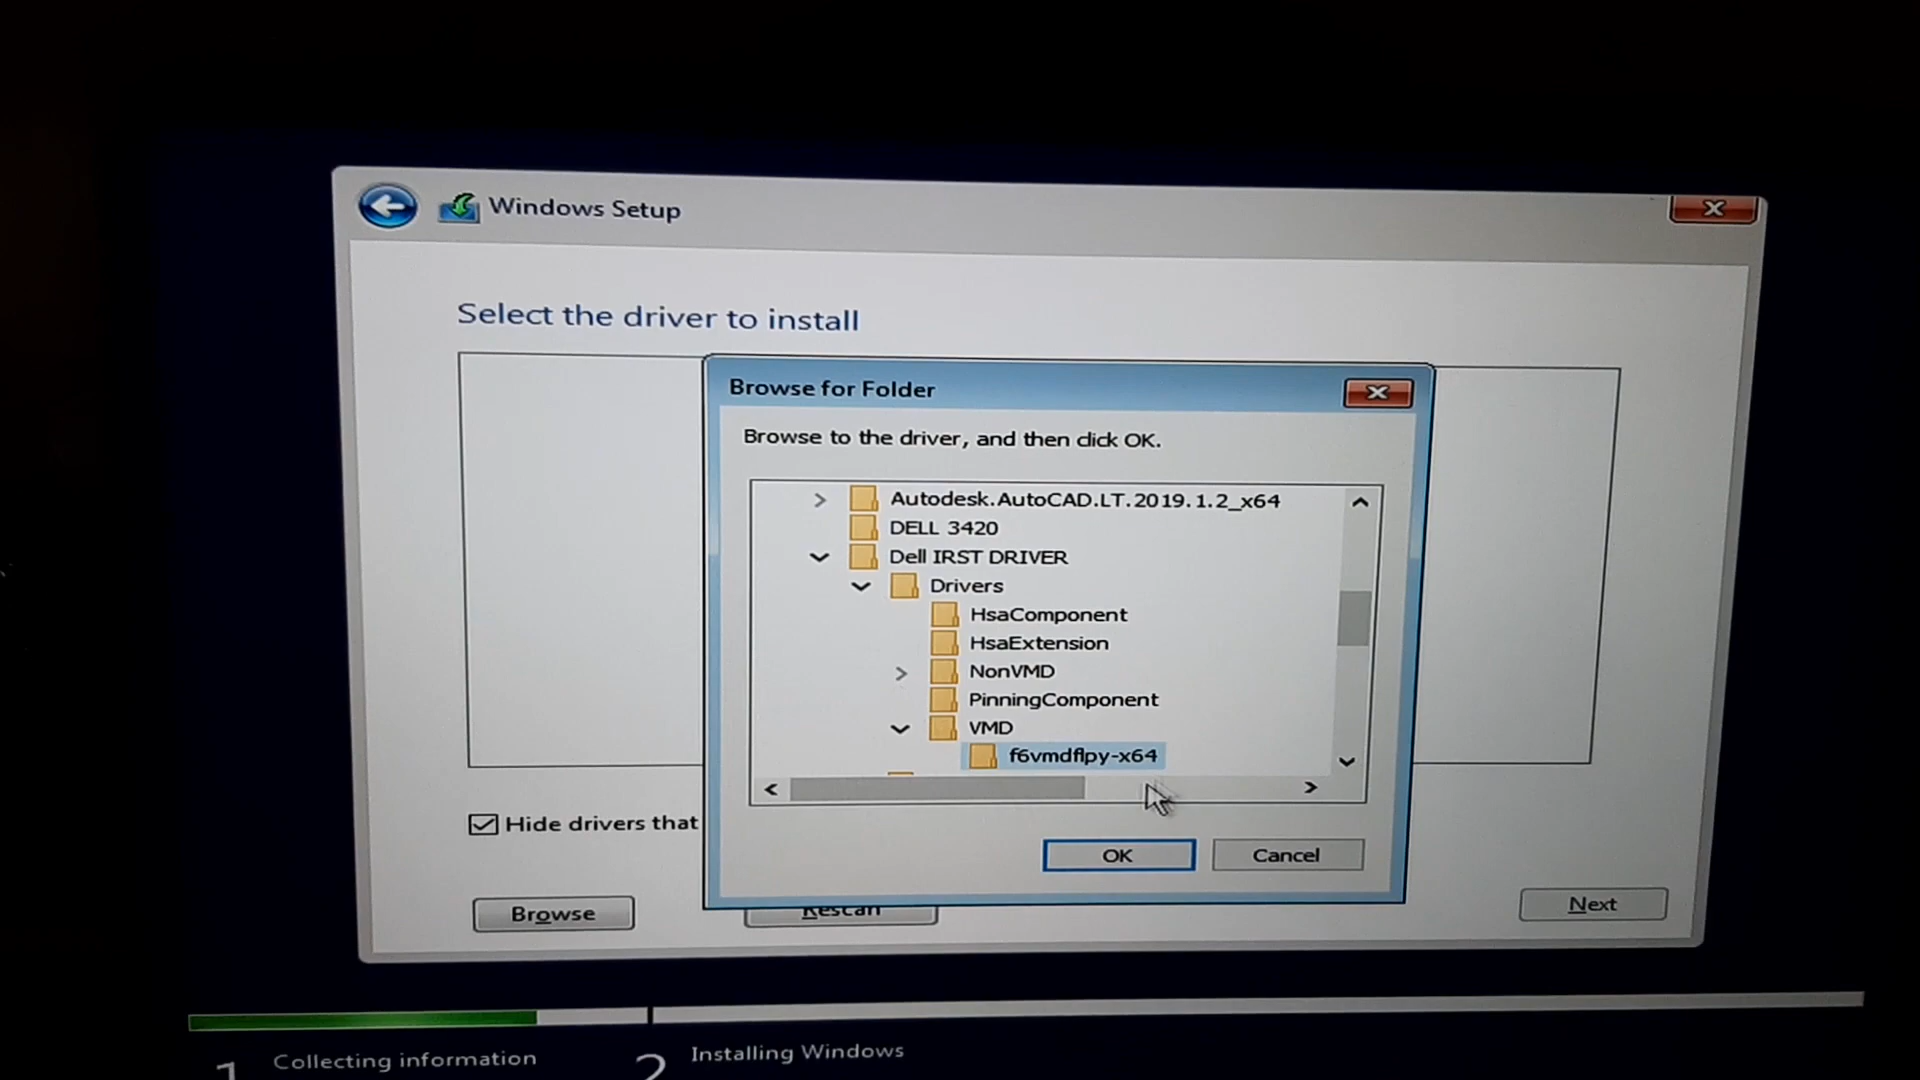 Windows Setup
Select the driver to install
Browse for Folder
Browse to the driver, and then click OK.
Autodesk.AutoCAD.LT.2019.1.2_x64
DELL 3420
Dell IRST DRIVER
Drivers
HsaComponent
HsaExtension
NonVMD
PinningComponent
VMD
f6vmdflpy-x64
Hide drivers that
OK
Cancel
Browse
Rescan
Next
1 Collecting information
2 Installing Windows